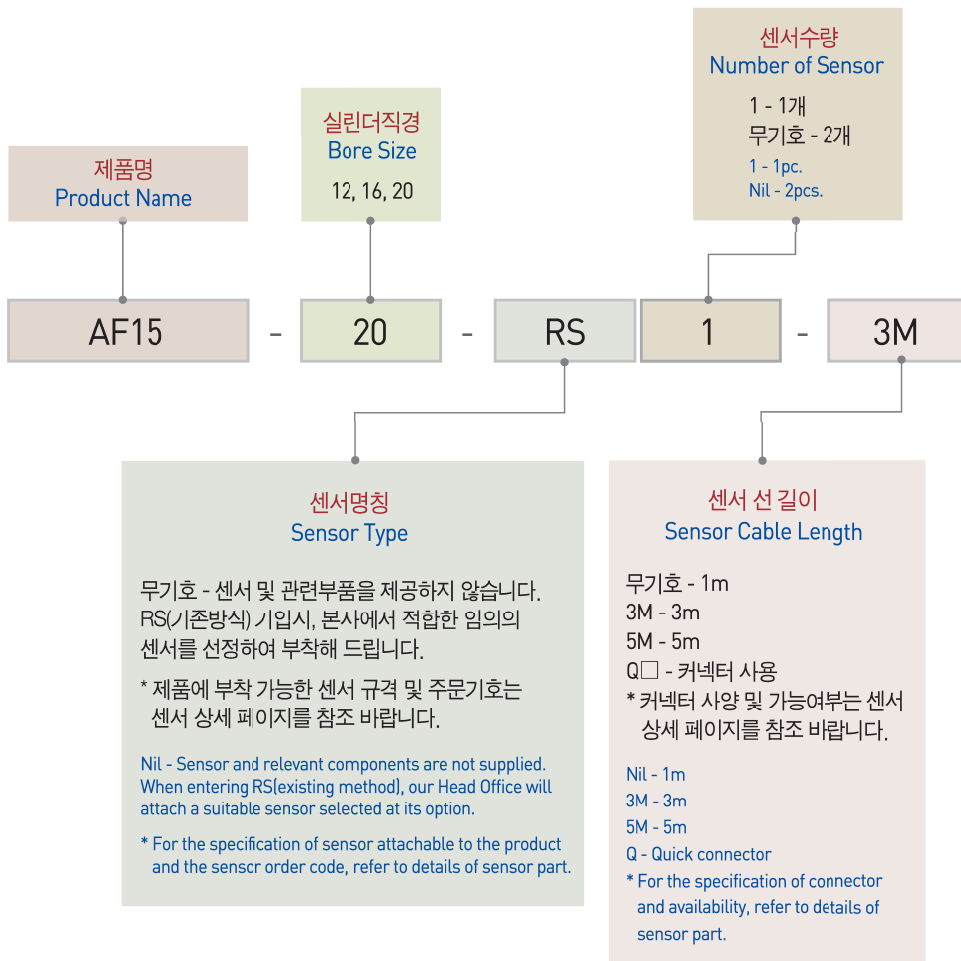 센서수량
Number of Sensor
1 - 1개
무기호 - 2개
1 - 1pc.
Nil - 2pcs.
실린더직경
Bore Size
12, 16, 20
제품명
Product Name
AF15 - 20 - RS 1 - 3M
센서명칭
Sensor Type
무기호 - 센서 및 관련부품을 제공하지 않습니다.
RS(기존방식) 기입시, 본사에서 적합한 임의의
센서를 선정하여 부착해 드립니다.
* 제품에 부착 가능한 센서 규격 및 주문기호는
센서 상세 페이지를 참조 바랍니다.
Nil - Sensor and relevant components are not supplied.
When entering RS(existing method), our Head Office will
attach a suitable sensor selected at its option.
* For the specification of sensor attachable to the product
and the sensor order code, refer to details of sensor part.
센서 선 길이
Sensor Cable Length
무기호 - 1m
3M - 3m
5M - 5m
Q□ - 커넥터 사용
* 커넥터 사양 및 가능여부는 센서
상세 페이지를 참조 바랍니다.
Nil - 1m
3M - 3m
5M - 5m
Q - Quick connector
* For the specification of connector
and availability, refer to details of
sensor part.